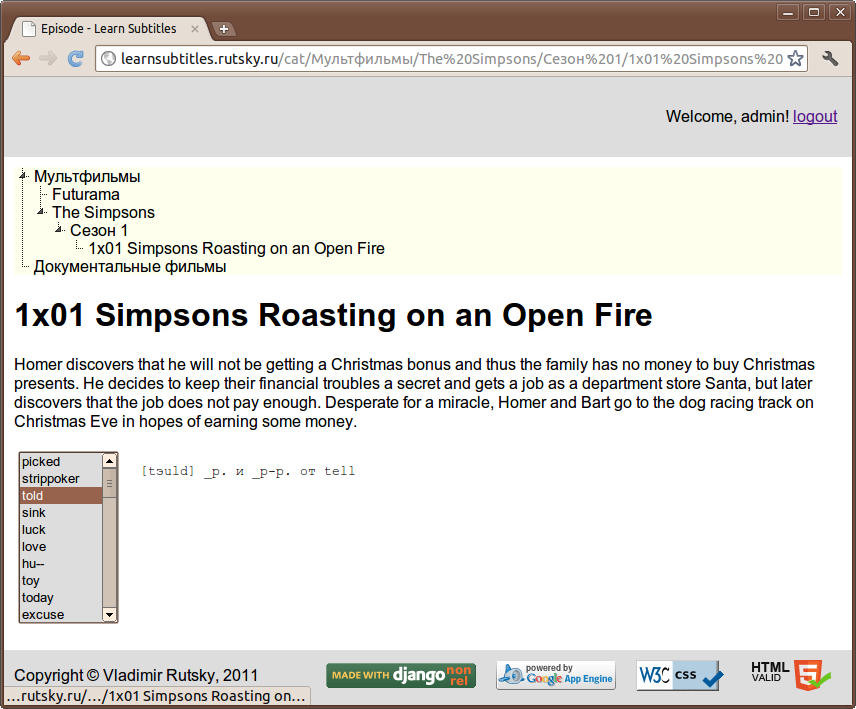 Episode - Learn Subtitles
learnsubtitles.rutsky.ru/cat/Мультфильмы/The%20Simpsons/Сезон%201/1x01%20Simpsons%20
Welcome, admin! logout
Мультфильмы
Futurama
The Simpsons
Сезон 1
1x01 Simpsons Roasting on an Open Fire
Документальные фильмы
1x01 Simpsons Roasting on an Open Fire
Homer discovers that he will not be getting a Christmas bonus and thus the family has no money to buy Christmas
presents. He decides to keep their financial troubles a secret and gets a job as a department store Santa, but later
discovers that the job does not pay enough. Desperate for a miracle, Homer and Bart go to the dog racing track on
Christmas Eve in hopes of earning some money.
picked
strippoker
told
sink
luck
love
hu--
toy
today
excuse
[tэuld] _p. и _p-p. от tell
Copyright © Vladimir Rutsky, 2011
MADE WITH django non rel
powered by
Google App Engine
W3C css
HTML
VALID
5
...rutsky.ru/.../1x01 Simpsons Roasting on...